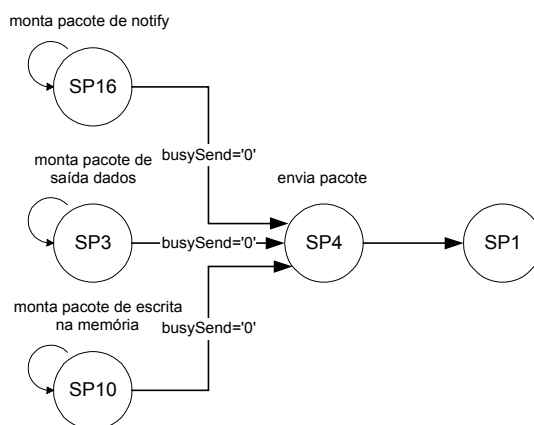 monta pacote de notify
SP16
busySend='0'
monta pacote de
saída dados
envia pacote
SP3
busySend='0'
SP4
SP1
monta pacote de escrita
na memória
busySend='0'
SP10